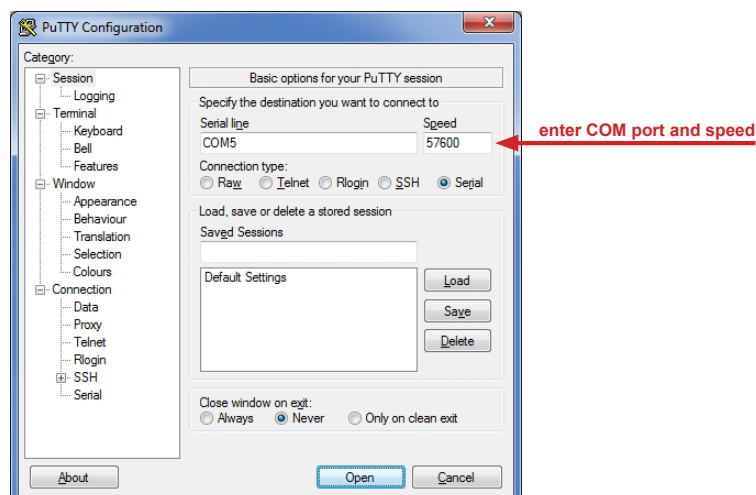 PuTTY Configuration
Category:
Session
Logging
Terminal
Keyboard
Bell
Features
Window
Appearance
Behaviour
Translation
Selection
Colours
Connection
Data
Proxy
Telnet
Rlogin
SSH
Serial
Basic options for your PuTTY session
Specify the destination you want to connect to
Serial line Speed
COM5 57600
Connection type:
Raw Telnet Rlogin SSH Serial
Load, save or delete a stored session
Saved Sessions
Default Settings
Load
Save
Delete
Close window on exit:
Always Never Only on clean exit
About Open Cancel
enter COM port and speed